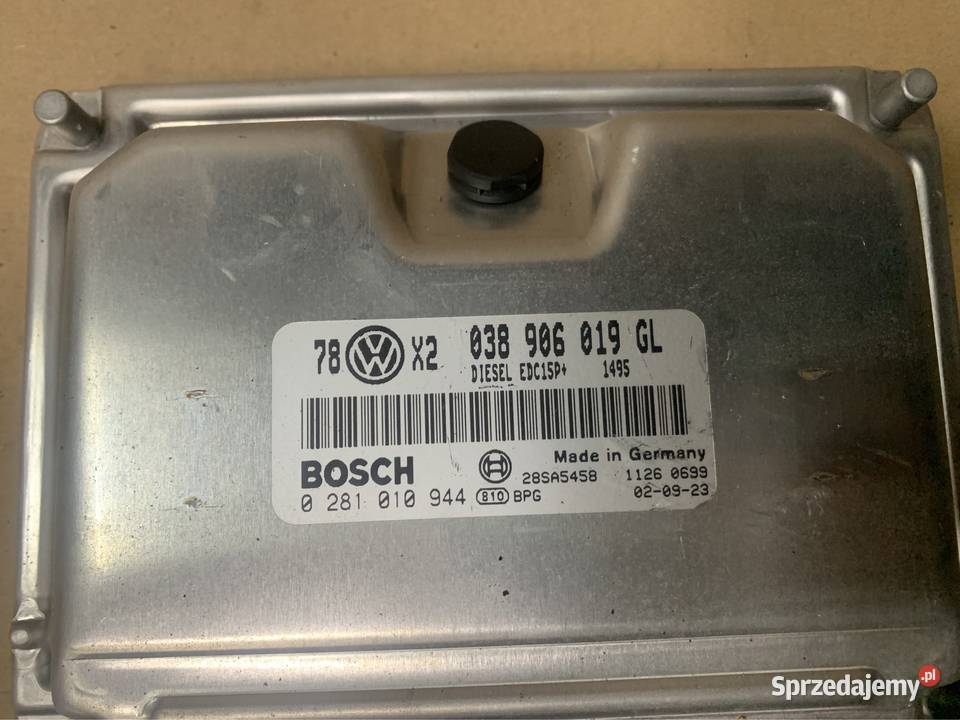 78 VW X2 038 906 019 GL
DIESEL EDC15P+ 1495
Made in Germany
BOSCH 28SA5458 1126 0699
0 281 010 944 810 BPG 02-09-23
Sprzedajemy.pl